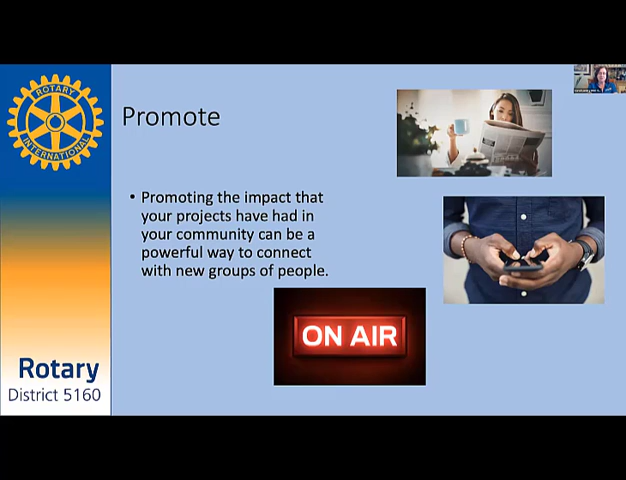 ROTARY
INTERNATIONAL
Promote
• Promoting the impact that
your projects have had in
your community can be a
powerful way to connect
with new groups of people.
ON AIR
Rotary
District 5160